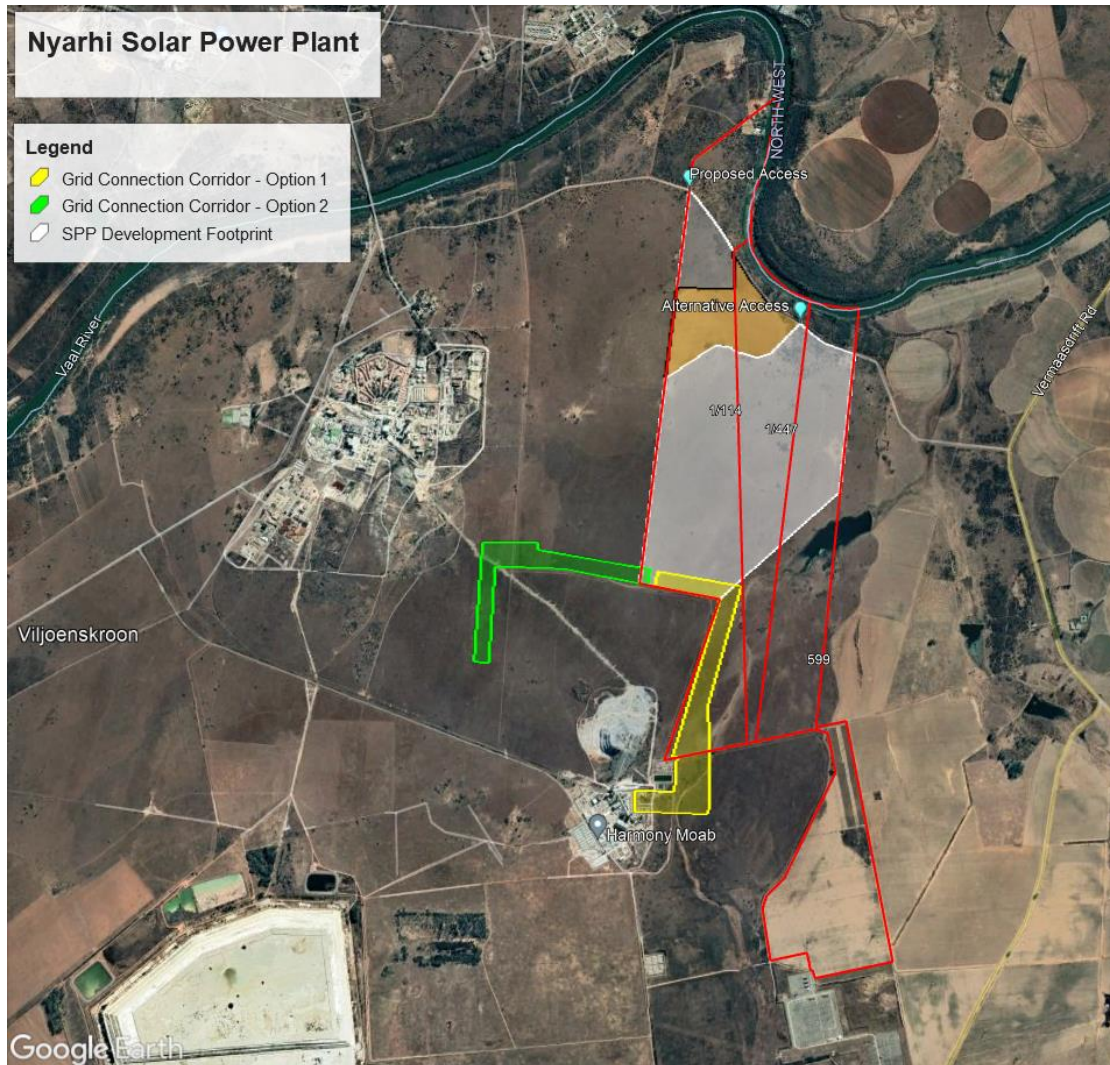 Nyarhi Solar Power Plant
Legend
Grid Connection Corridor - Option 1
Grid Connection Corridor - Option 2
SPP Development Footprint
NORTH WEST
Proposed Access
Alternative Access
Vaal River
Vermaasdrift Rd
1/114
1/447
Viljoenskroon
599
Harmony Moab
Google Earth